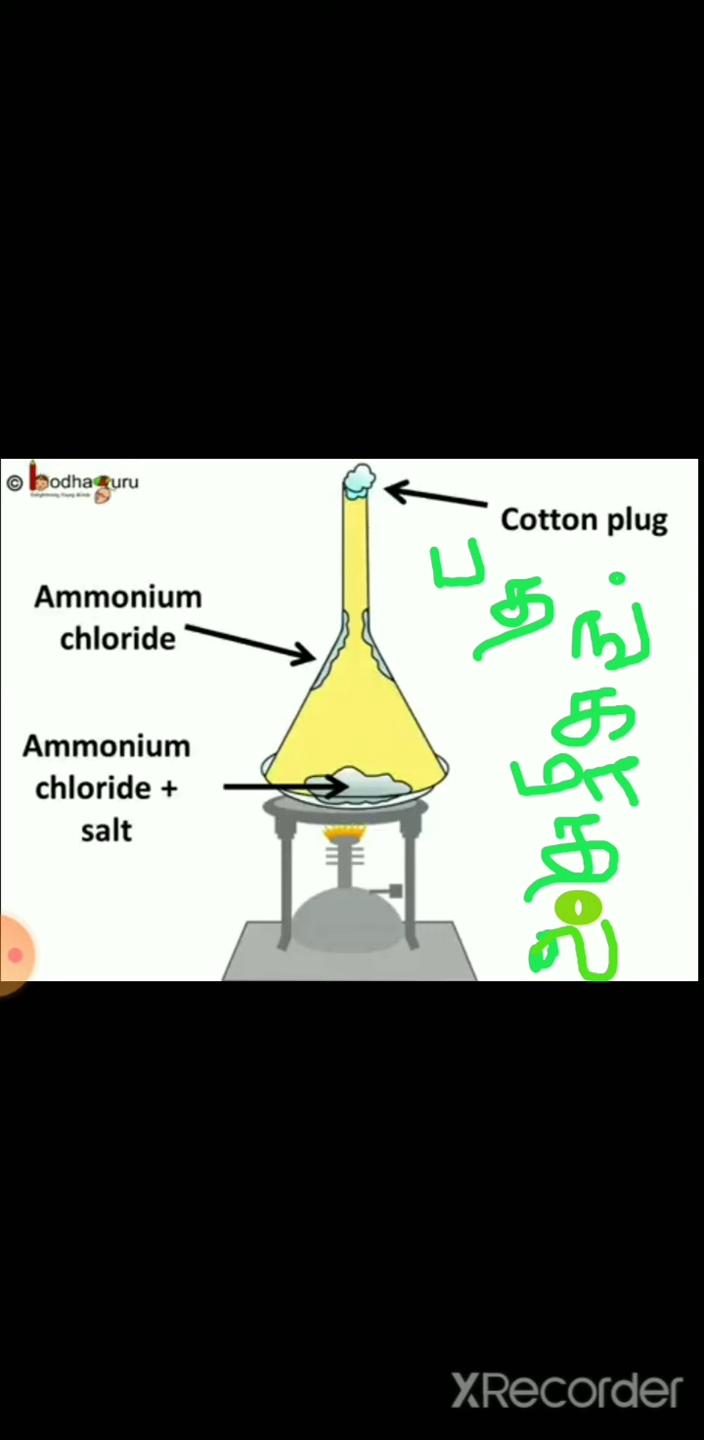 © bodhaguru
Cotton plug
Ammonium
chloride
Ammonium
chloride +
salt
பதங்கமாதல்
XRecorder